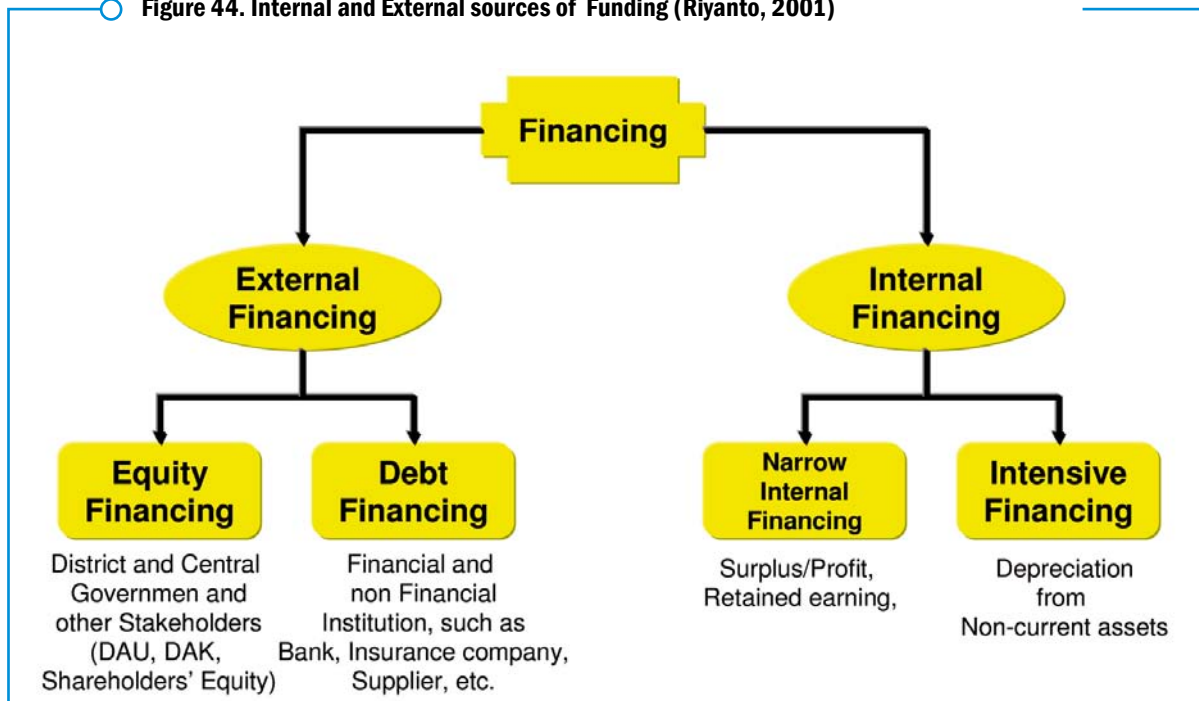 Figure 44. Internal and External sources of Funding (Riyanto, 2001)
Financing
External
Financing
Internal
Financing
Equity
Financing
District and Central
Governmen and
other Stakeholders
(DAU, DAK,
Shareholders' Equity)
Debt
Financing
Financial and
non Financial
Institution, such as
Bank, Insurance company,
Supplier, etc.
Narrow
Internal
Financing
Surplus/Profit,
Retained earning,
Intensive
Financing
Depreciation
from
Non-current assets